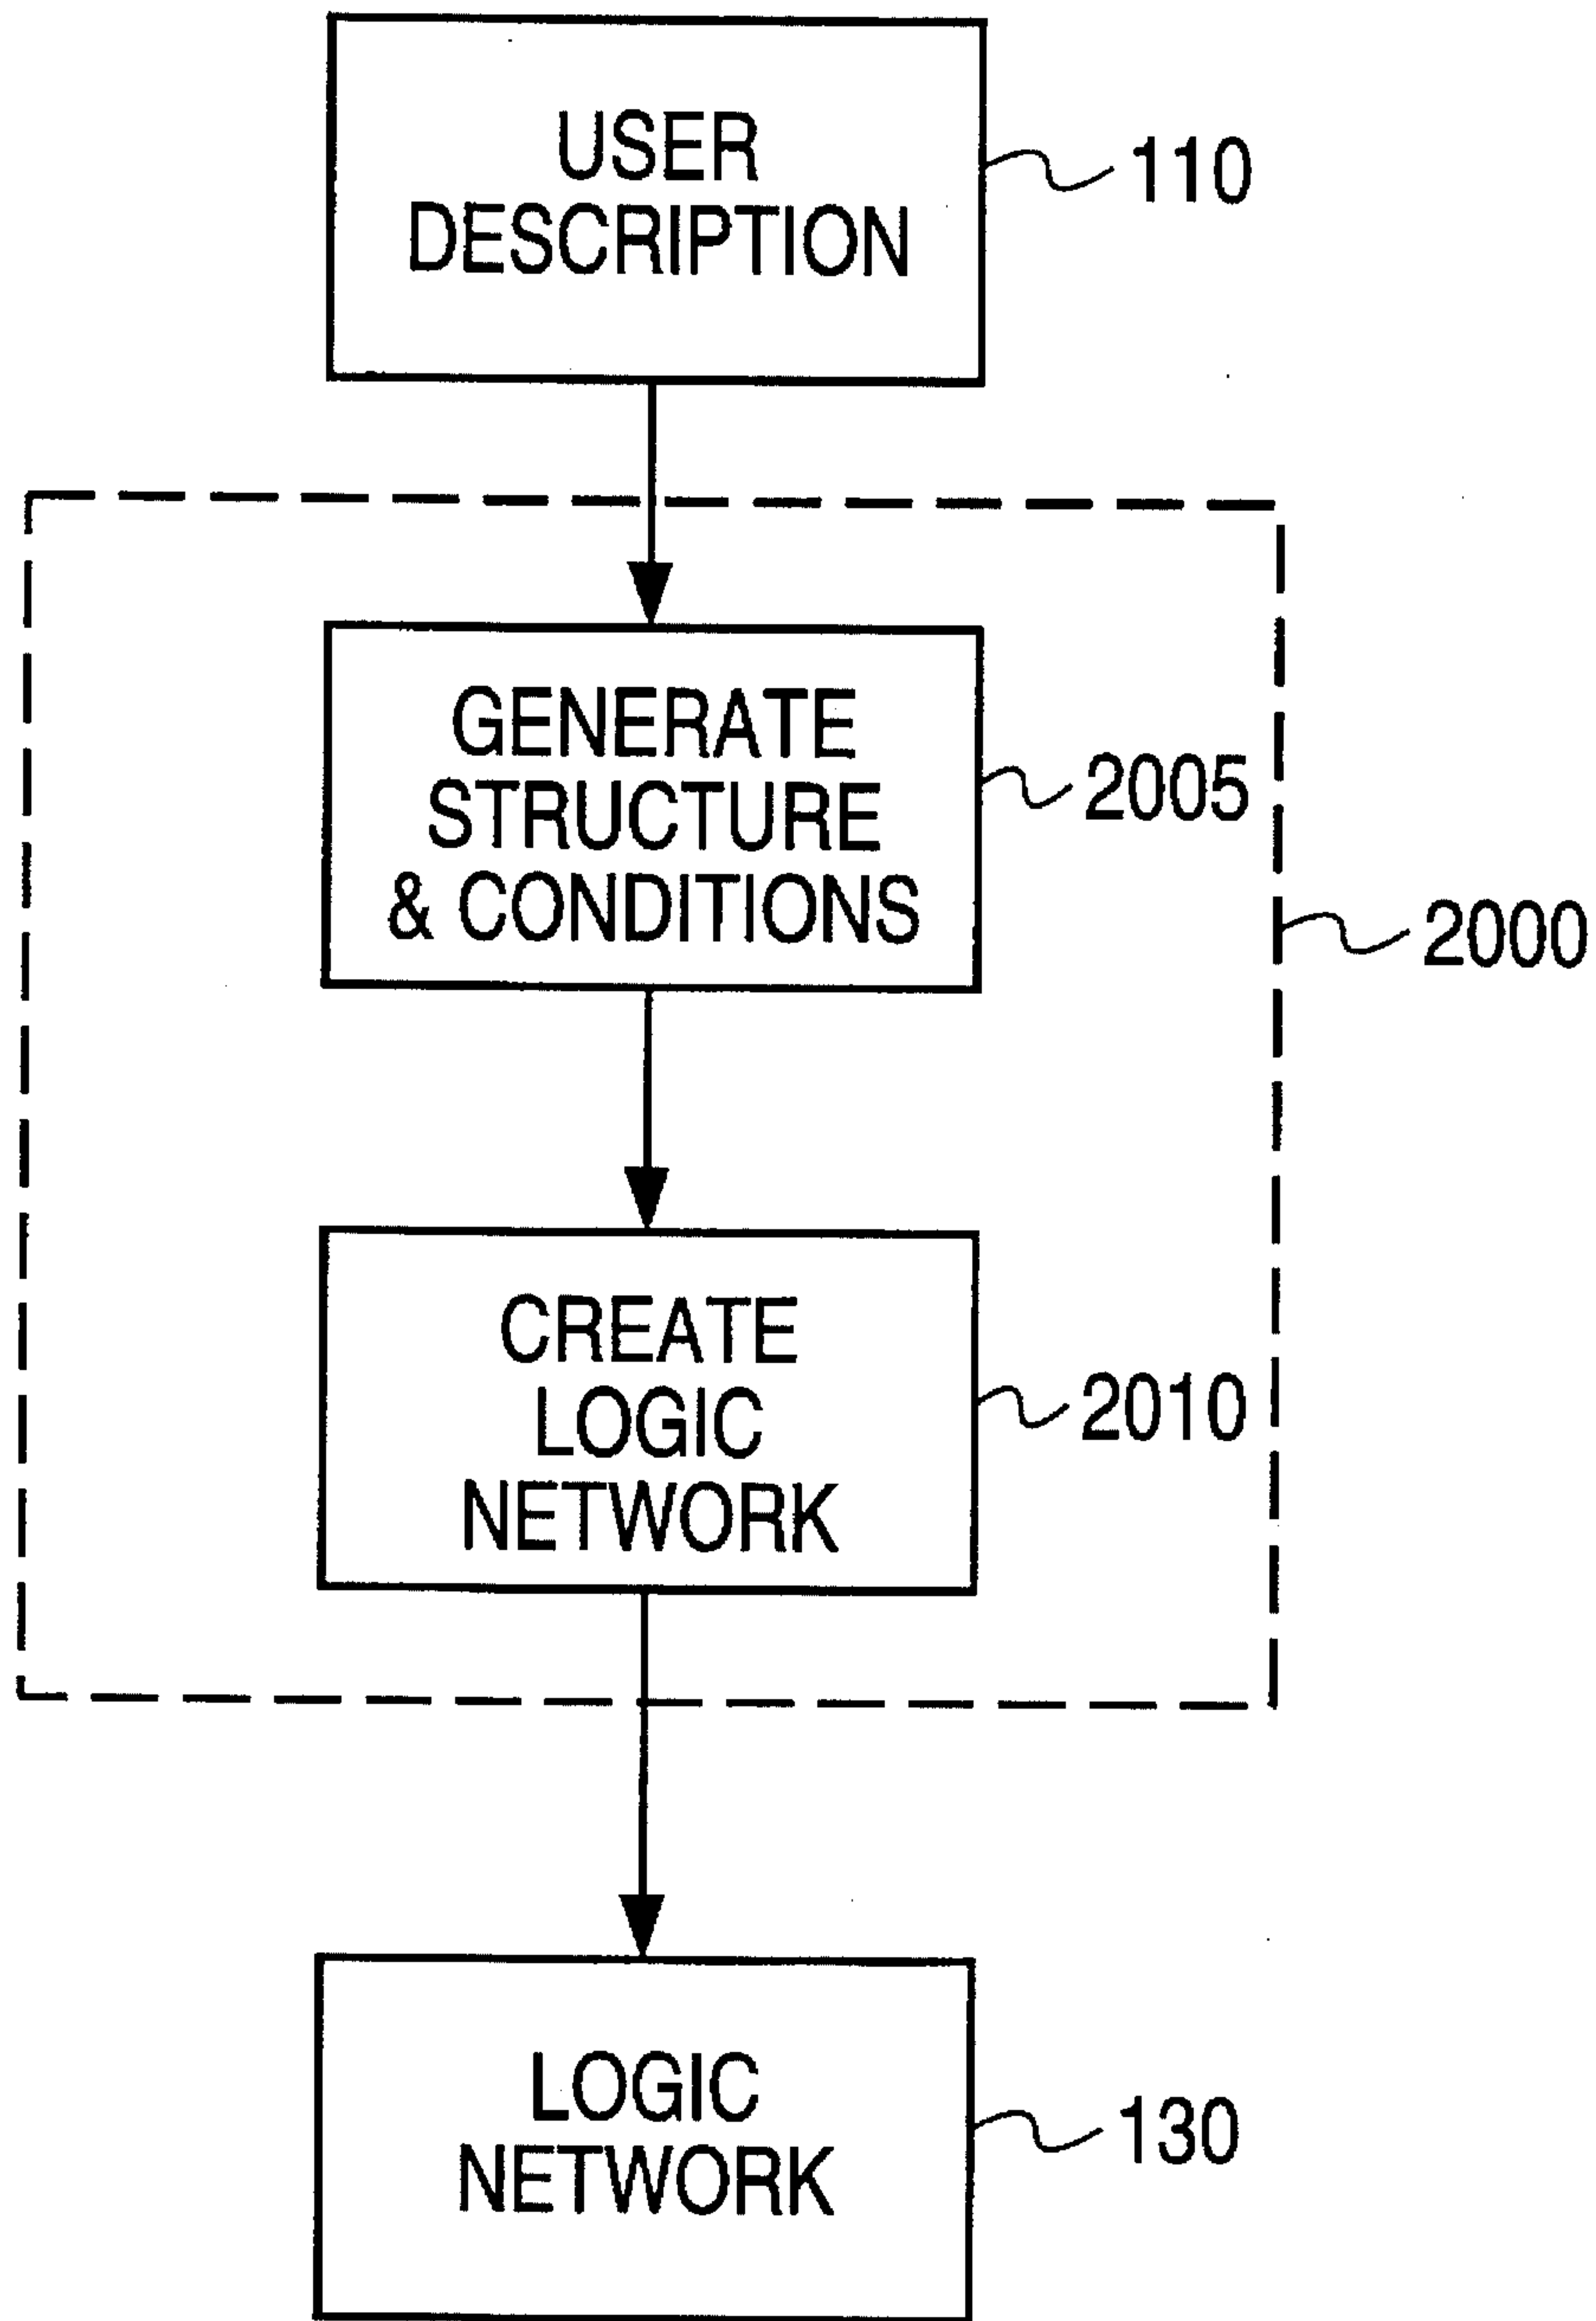 USER
DESCRIPTION
110
GENERATE
STRUCTURE
& CONDITIONS
2005
2000
CREATE
LOGIC
NETWORK
2010
LOGIC
NETWORK
130